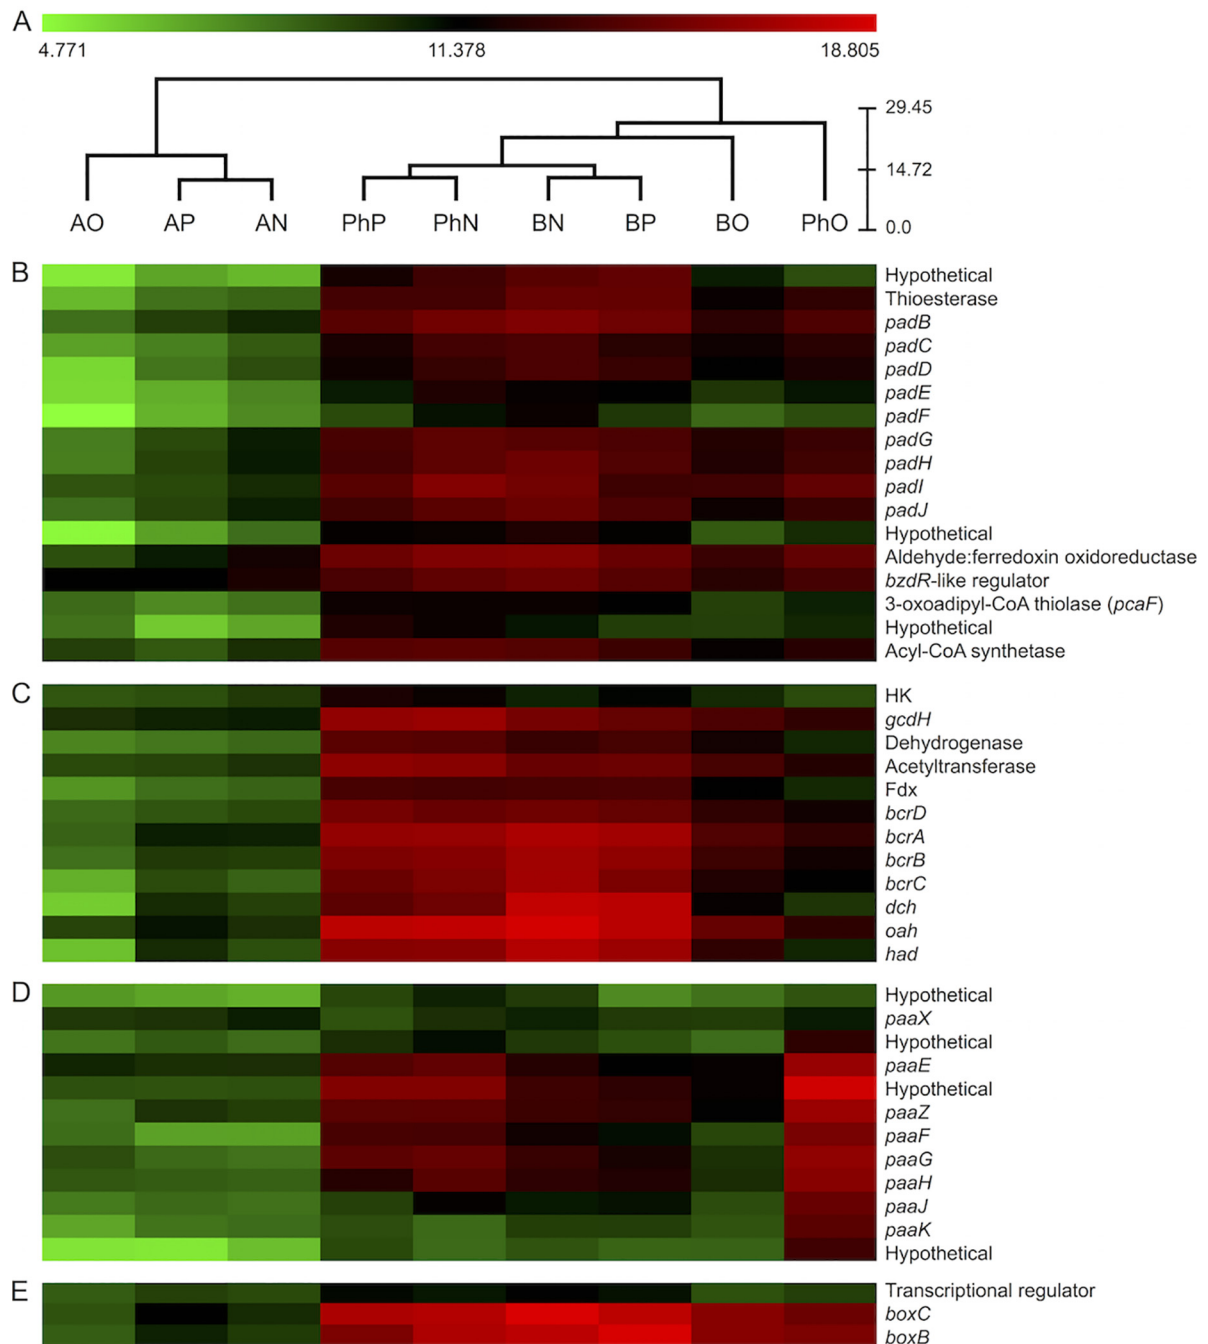 A
4.771 11.378 18.805
29.45
14.72
0.0
AO AP AN PhP PhN BN BP BO PhO
B
Hypothetical
Thioesterase
padB
padC
padD
padE
padF
padG
padH
padI
padJ
Hypothetical
Aldehyde:ferredoxin oxidoreductase
bzdR-like regulator
3-oxoadipyl-CoA thiolase (pcaF)
Hypothetical
Acyl-CoA synthetase
C
HK
gcdH
Dehydrogenase
Acetyltransferase
Fdx
bcrD
bcrA
bcrB
bcrC
dch
oah
had
D
Hypothetical
paaX
Hypothetical
paaE
Hypothetical
paaZ
paaF
paaG
paaH
paaJ
paaK
Hypothetical
E
Transcriptional regulator
boxC
boxB